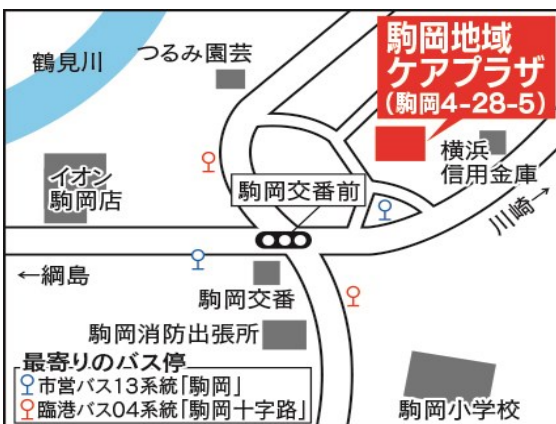 駒岡地域
ケアプラザ
(駒岡4-28-5)
鶴見川
つるみ園芸
イオン
駒岡店
駒岡交番前
横浜
信用金庫
川崎→
←綱島
駒岡交番
駒岡消防出張所
駒岡小学校
最寄りのバス停
市営バス13系統「駒岡」
臨港バス04系統「駒岡十字路」